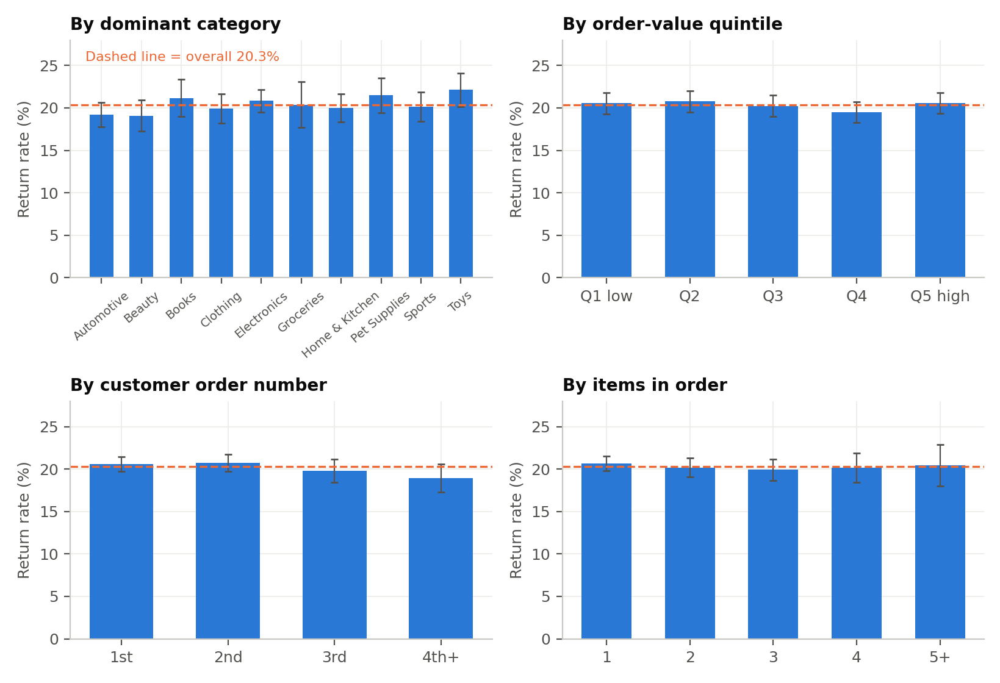 By dominant category
Dashed line = overall 20.3%
Return rate (%)
25
20
15
10
5
0
Automotive
Beauty
Books
Clothing
Electronics
Groceries
Home & Kitchen
Pet Supplies
Sports
Toys
By order-value quintile
Return rate (%)
25
20
15
10
5
0
Q1 low
Q2
Q3
Q4
Q5 high
By customer order number
Return rate (%)
25
20
15
10
5
0
1st
2nd
3rd
4th+
By items in order
Return rate (%)
25
20
15
10
5
0
1
2
3
4
5+